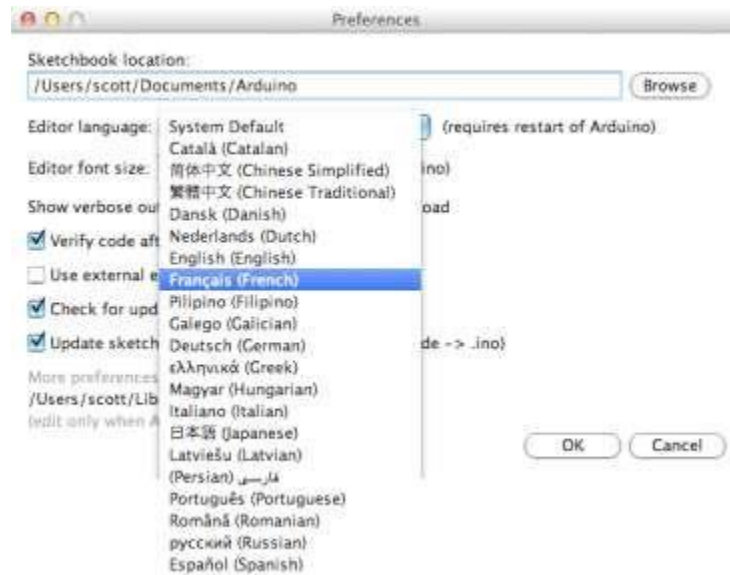 Preferences
Sketchbook location:
/Users/scott/Documents/Arduino
Browse
Editor language:
(requires restart of Arduino)
Editor font size:
ino)
Show verbose ou
oad
Verify code aft
Use external e
Check for upd
Update sketch
de -> .ino)
More preferences
/Users/scott/Lib
(edit only when A
System Default
Català (Catalan)
简体中文 (Chinese Simplified)
繁體中文 (Chinese Traditional)
Dansk (Danish)
Nederlands (Dutch)
English (English)
Français (French)
Pilipino (Filipino)
Galego (Galician)
Deutsch (German)
ελληνικά (Greek)
Magyar (Hungarian)
Italiano (Italian)
日本語 (Japanese)
Latviešu (Latvian)
(Persian) فارسی
Português (Portuguese)
Română (Romanian)
русский (Russian)
Español (Spanish)
OK
Cancel